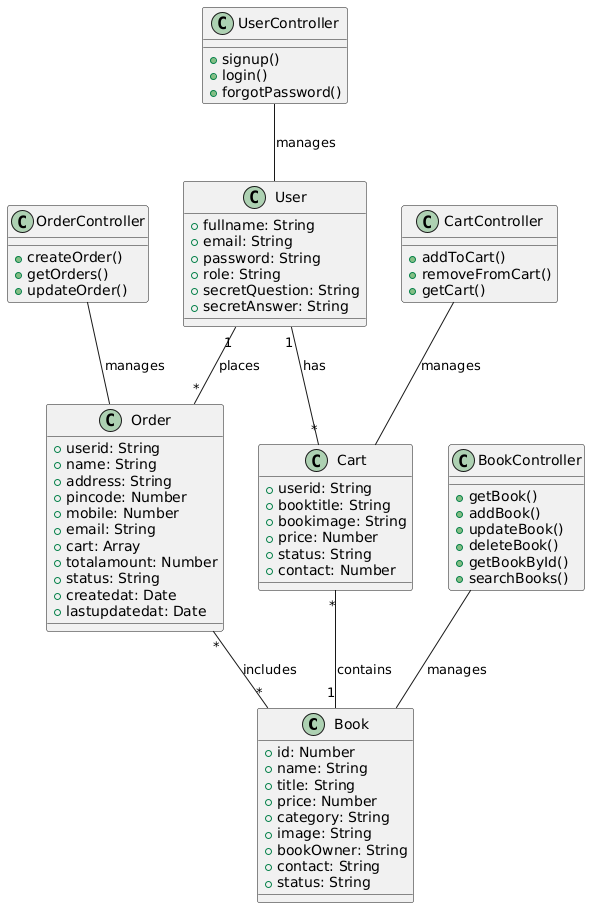 C UserController
signup()
login()
forgotPassword()
manages
C User
fullname: String
email: String
password: String
role: String
secretQuestion: String
secretAnswer: String
C OrderController
createOrder()
getOrders()
updateOrder()
C CartController
addToCart()
removeFromCart()
getCart()
1
1
manages
places
has
manages
*
*
C Order
userid: String
name: String
address: String
pincode: Number
mobile: Number
email: String
cart: Array
totalamount: Number
status: String
createdat: Date
lastupdatedat: Date
C Cart
userid: String
booktitle: String
bookimage: String
price: Number
status: String
contact: Number
C BookController
getBook()
addBook()
updateBook()
deleteBook()
getBookById()
searchBooks()
*
*
includes
contains
manages
*
1
C Book
id: Number
name: String
title: String
price: Number
category: String
image: String
bookOwner: String
contact: String
status: String